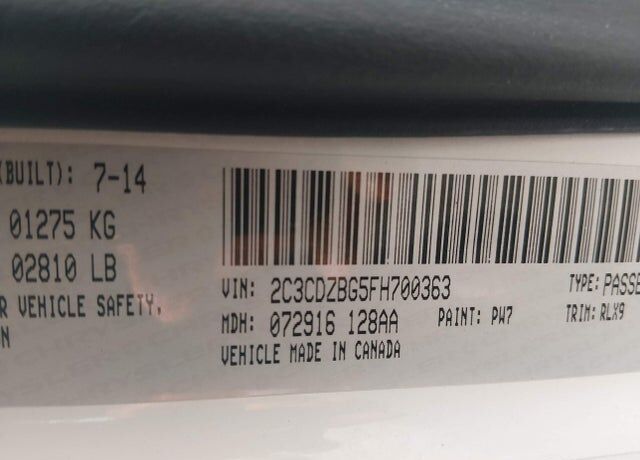 (BUILT): 7-14
01275 KG
02810 LB
R VEHICLE SAFETY,
N
VIN: 2C3CDZBG5FH700363
TYPE: PASSE
MDH: 072916 128AA PAINT: PW7 TRIM: RLX9
VEHICLE MADE IN CANADA